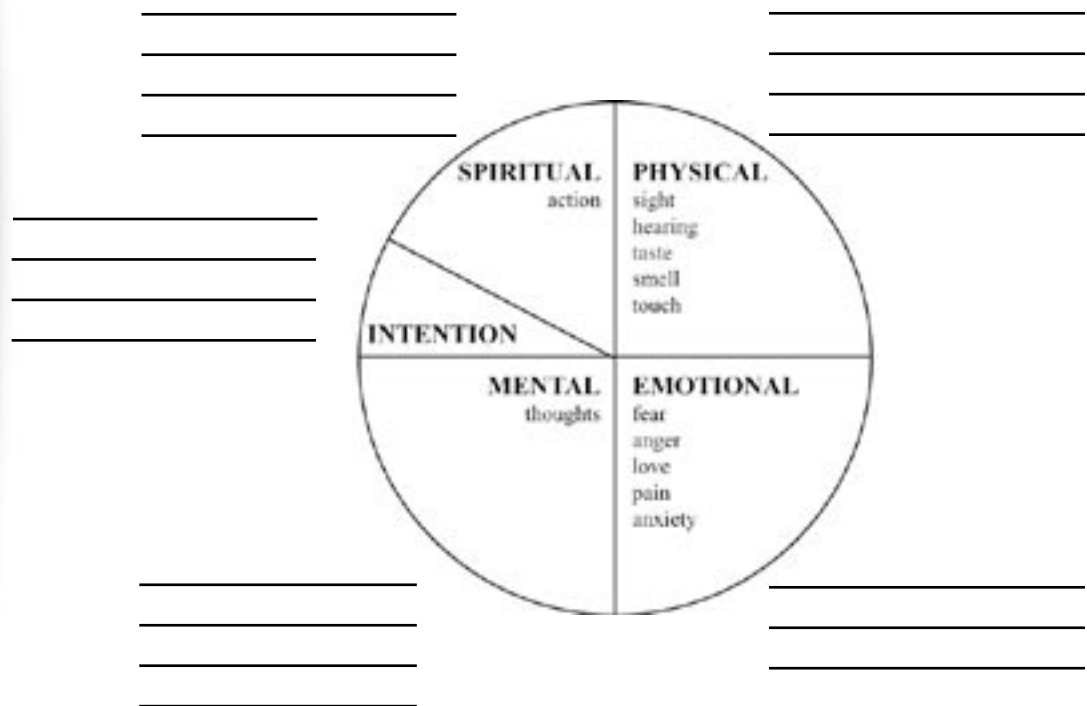 SPIRITUAL
action
PHYSICAL
sight
hearing
taste
smell
touch
INTENTION
MENTAL
thoughts
EMOTIONAL
fear
anger
love
pain
anxiety